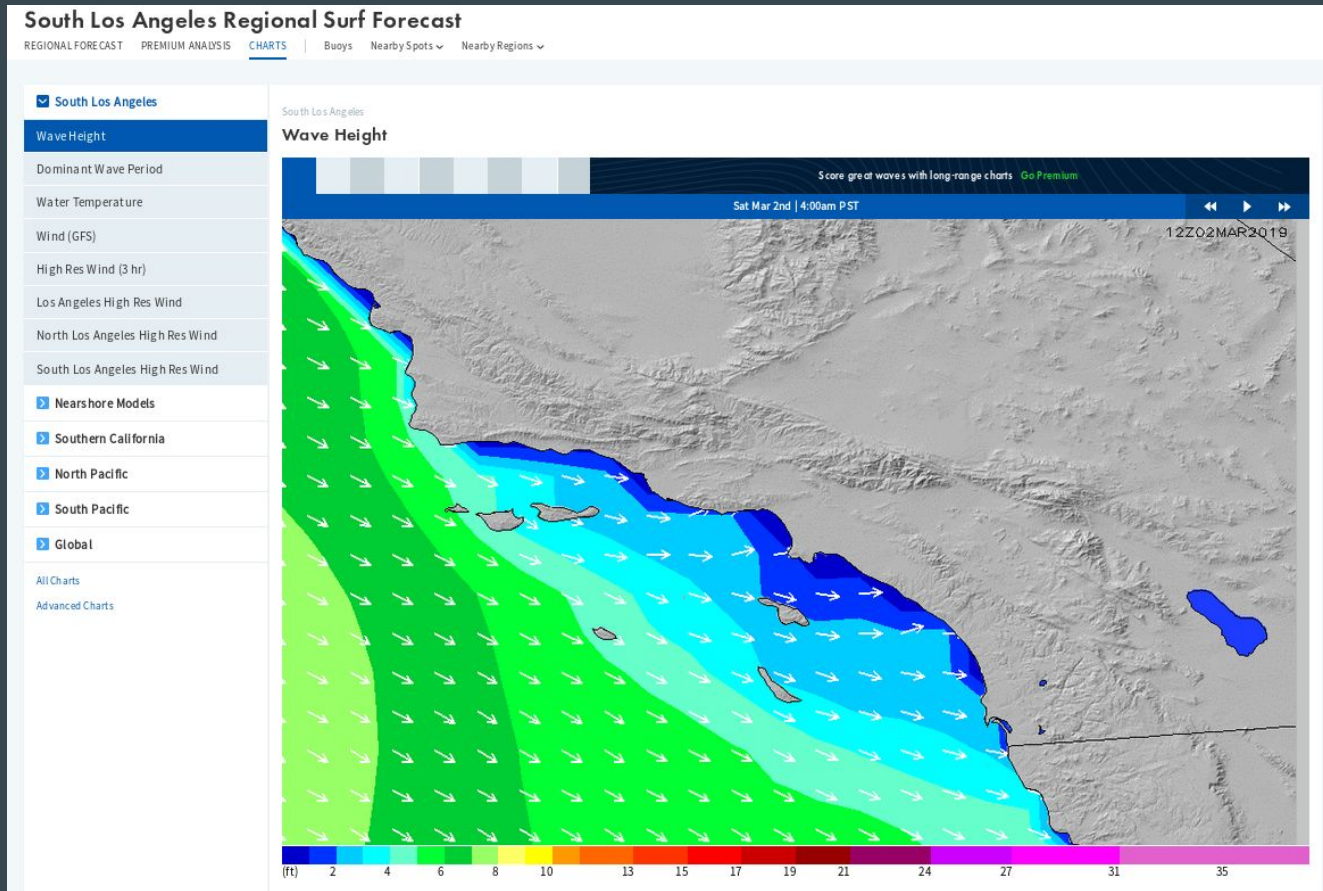 South Los Angeles Regional Surf Forecast
REGIONAL FORECAST PREMIUM ANALYSIS CHARTS Buoys Nearby Spots Nearby Regions
South Los Angeles
Wave Height
Dominant Wave Period
Water Temperature
Wind (GFS)
High Res Wind (3 hr)
Los Angeles High Res Wind
North Los Angeles High Res Wind
South Los Angeles High Res Wind
Nearshore Models
Southern California
North Pacific
South Pacific
Global
All Charts
Advanced Charts
South Los Angeles
Wave Height
Score great waves with long-range charts Go Premium
Sat Mar 2nd | 4:00am PST
12Z02MAR2019
(ft) 2 4 6 8 10 13 15 17 19 21 24 27 31 35